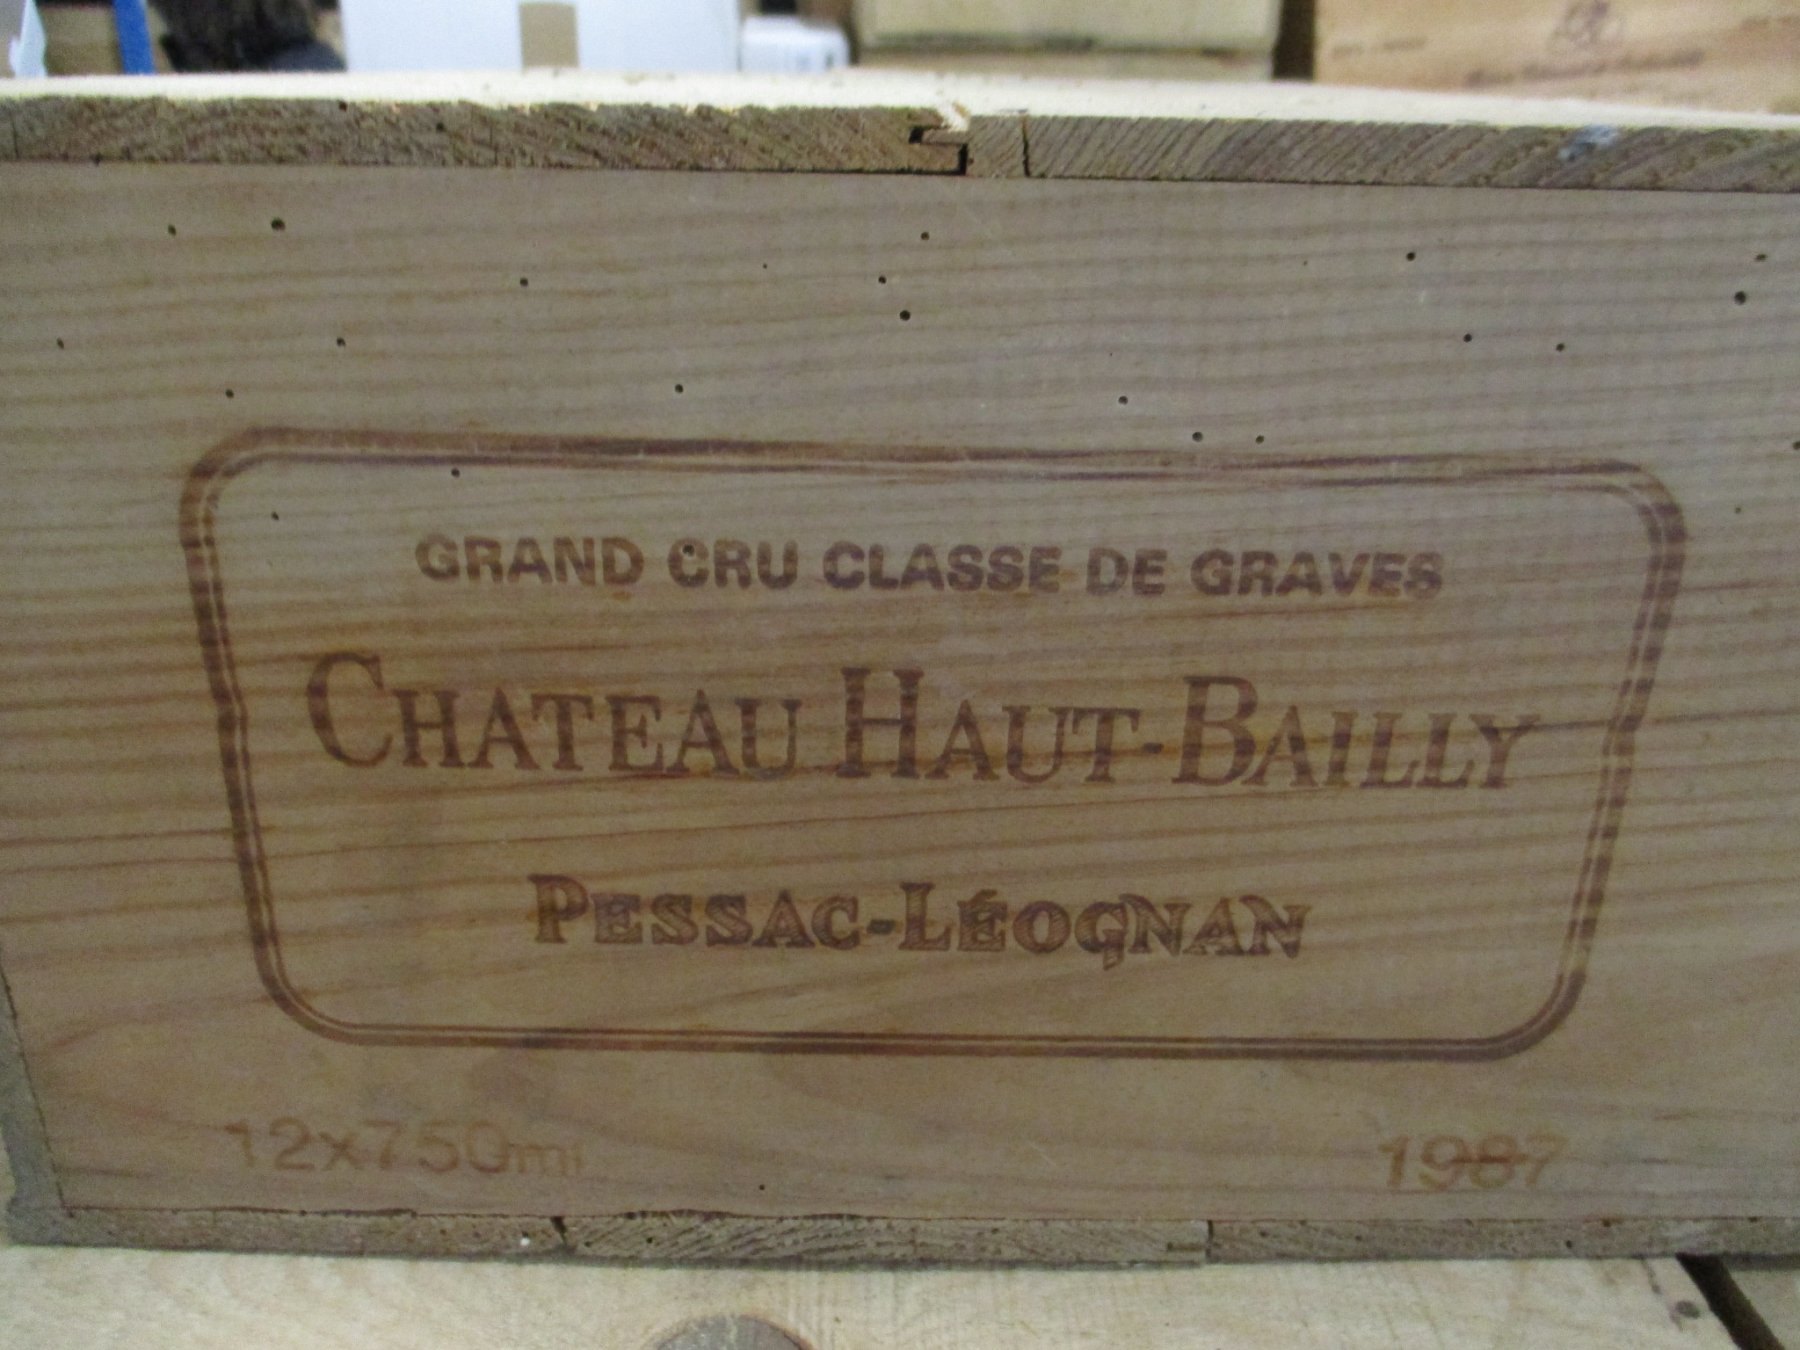 GRAND CRU CLASSE DE GRAVES
CHATEAU HAUT-BAILLY
PESSAC-LÉOGNAN
12x750ml
1987